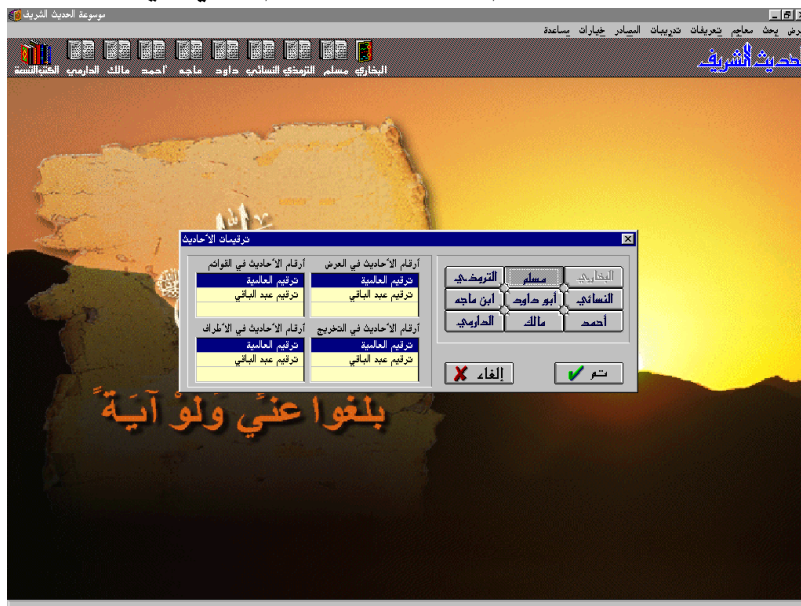 موسوعة الحديث الشريف
عرض بحث معاجم تعريفات تدريبات المصادر خيارات مساعدة
الحديث الشريف
البخاري مسلم الترمذي النسائي داود ماجه أحمد مالك الدارمي الكتب التسعة
ترقيمات الأحاديث
البخاري مسلم الترمذي
النسائي أبو داود ابن ماجه
أحمد مالك الدارمي
أرقام الأحاديث في العرض
ترقيم العالمية
ترقيم عبد الباقي
أرقام الأحاديث في القوائم
ترقيم العالمية
ترقيم عبد الباقي
أرقام الأحاديث في التخريج
ترقيم العالمية
ترقيم عبد الباقي
أرقام الأحاديث في الأطراف
ترقيم العالمية
ترقيم عبد الباقي
تم
إلغاء
بلغوا عنّي ولوْ آيَةً